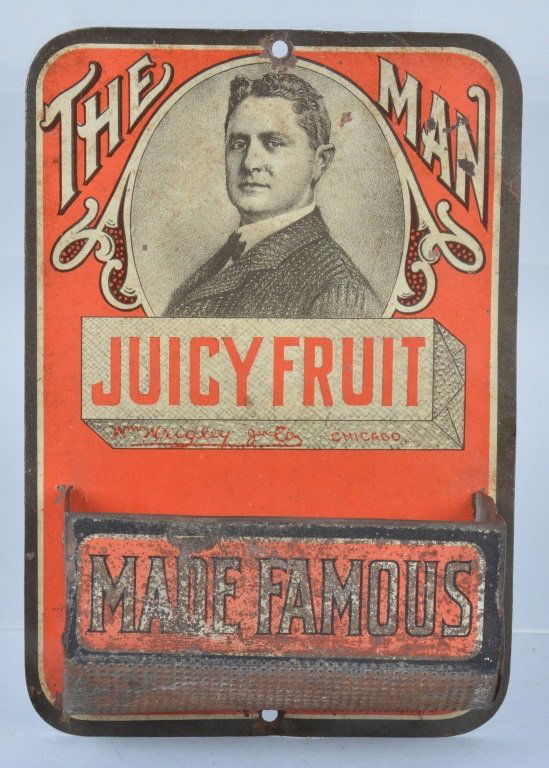 THE MAN
JUICY FRUIT
Wm Wrigley Jr. Co. CHICAGO.
MADE FAMOUS